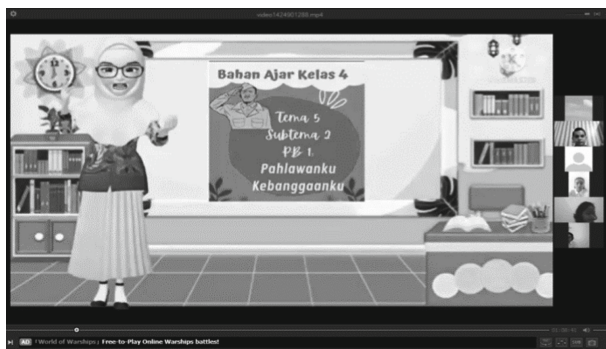 video1424901288.mp4
Bahan Ajar Kelas 4
Tema 5
Subtema 2
PB 1.
Pahlawanku
Kebanggaanku
AD 「World of Warships」 Free-to-Play Online Warships battles!